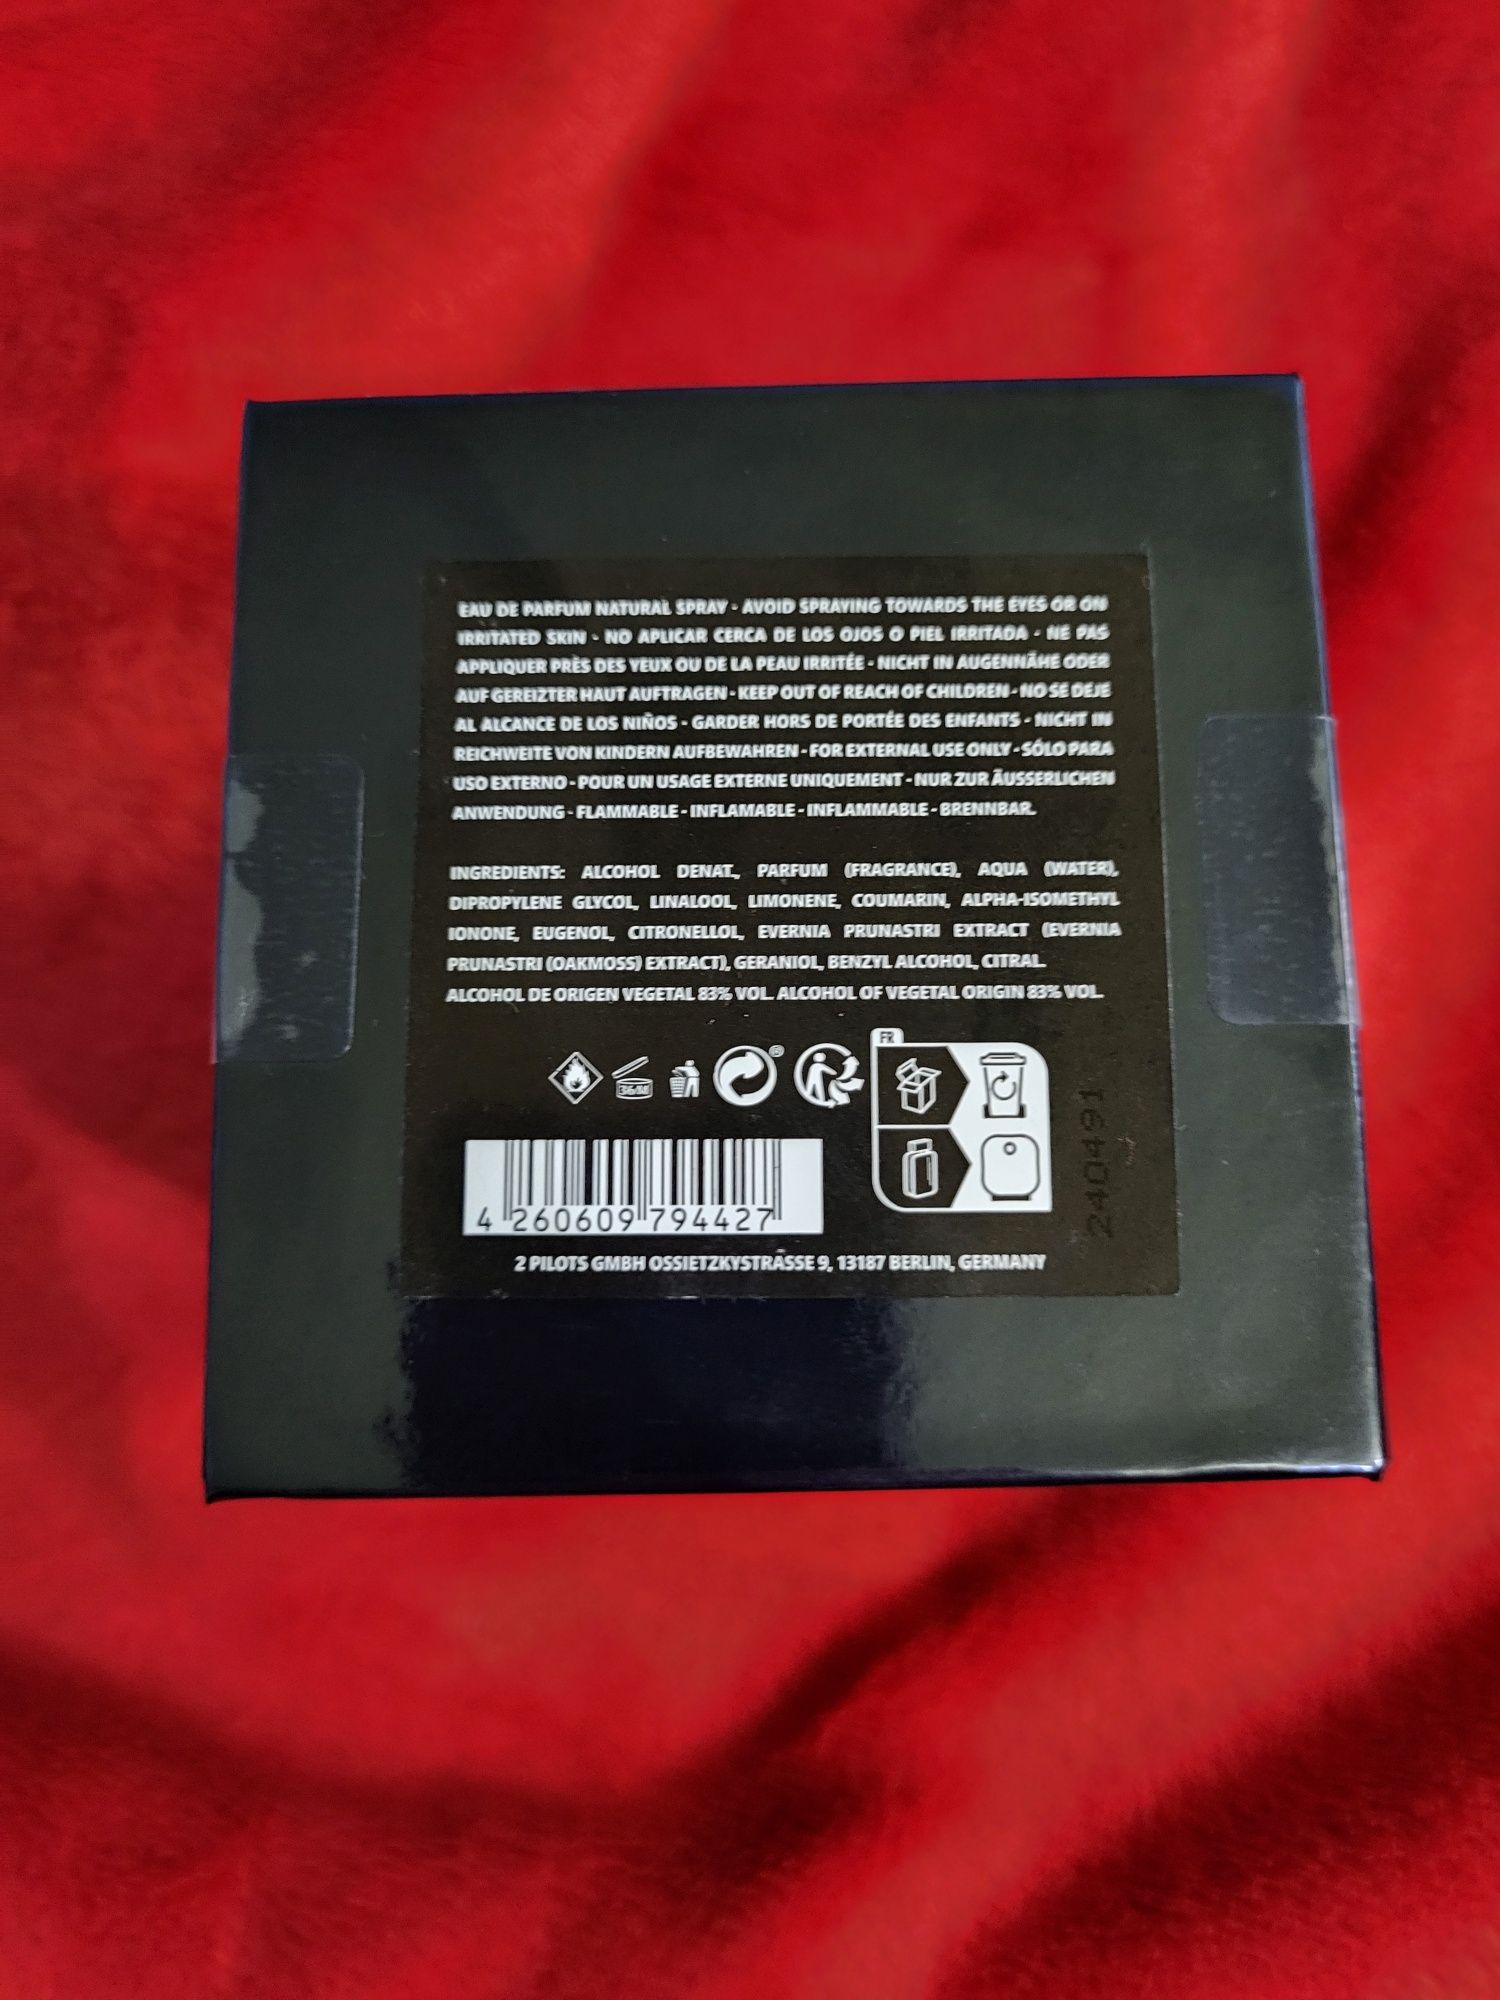 EAU DE PARFUM NATURAL SPRAY - AVOID SPRAYING TOWARDS THE EYES OR ON
IRRITATED SKIN - NO APLICAR CERCA DE LOS OJOS O PIEL IRRITADA - NE PAS
APPLIQUER PRÈS DES YEUX OU DE LA PEAU IRRITÉE - NICHT IN AUGENNÄHE ODER
AUF GEREIZTER HAUT AUFTRAGEN - KEEP OUT OF REACH OF CHILDREN - NO SE DEJE
AL ALCANCE DE LOS NIÑOS - GARDER HORS DE PORTÉE DES ENFANTS - NICHT IN
REICHWEITE VON KINDERN AUFBEWAHREN - FOR EXTERNAL USE ONLY - SÓLO PARA
USO EXTERNO - POUR UN USAGE EXTERNE UNIQUEMENT - NUR ZUR ÄUSSERLICHEN
ANWENDUNG - FLAMMABLE - INFLAMABLE - INFLAMMABLE - BRENNBAR.
INGREDIENTS: ALCOHOL DENAT., PARFUM (FRAGRANCE), AQUA (WATER),
DIPROPYLENE GLYCOL, LINALOOL, LIMONENE, COUMARIN, ALPHA-ISOMETHYL
IONONE, EUGENOL, CITRONELLOL, EVERNIA PRUNASTRI EXTRACT (EVERNIA
PRUNASTRI (OAKMOSS) EXTRACT), GERANIOL, BENZYL ALCOHOL, CITRAL.
ALCOHOL DE ORIGEN VEGETAL 83% VOL. ALCOHOL OF VEGETAL ORIGIN 83% VOL.
FR
36M
®
240491
4 260609 794427
2 PILOTS GMBH OSSIETZKYSTRASSE 9, 13187 BERLIN, GERMANY